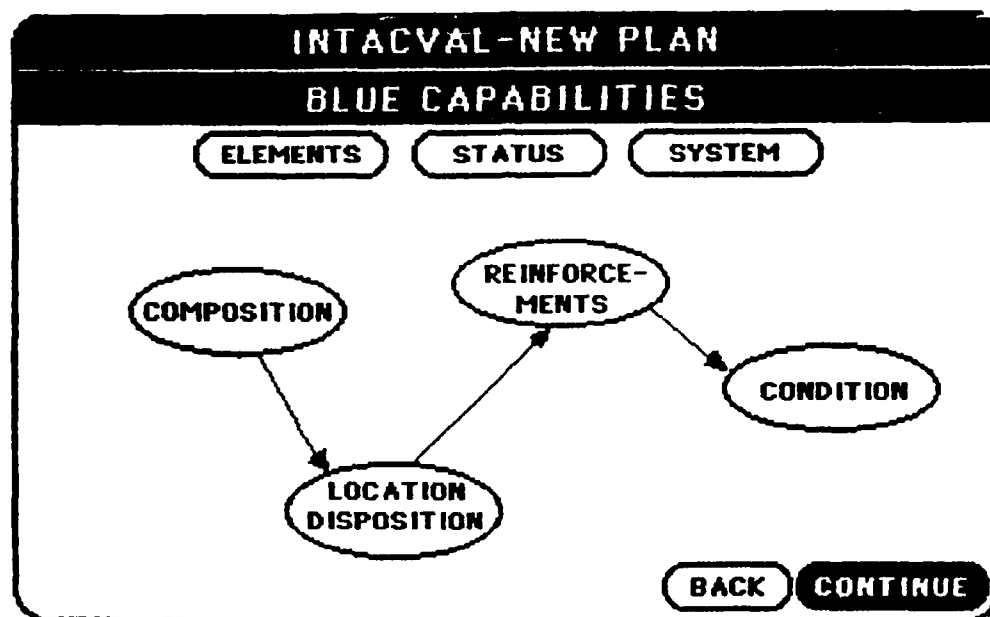 INTACVAL-NEW PLAN
BLUE CAPABILITIES
ELEMENTS STATUS SYSTEM
REINFORCE-
MENTS
COMPOSITION
CONDITION
LOCATION
DISPOSITION
BACK CONTINUE